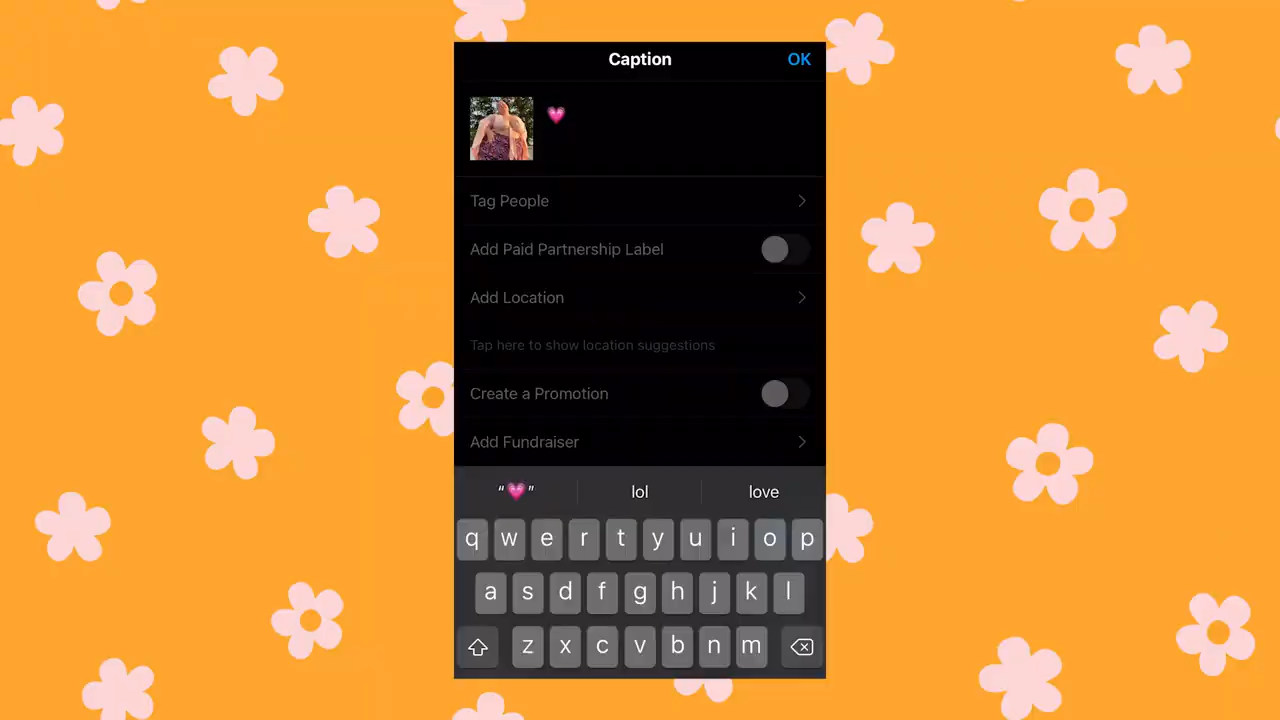 Caption OK
💗
Tag People
Add Paid Partnership Label
Add Location
Tap here to show location suggestions
Create a Promotion
Add Fundraiser
“💗” lol love
q w e r t y u i o p
a s d f g h j k l
z x c v b n m